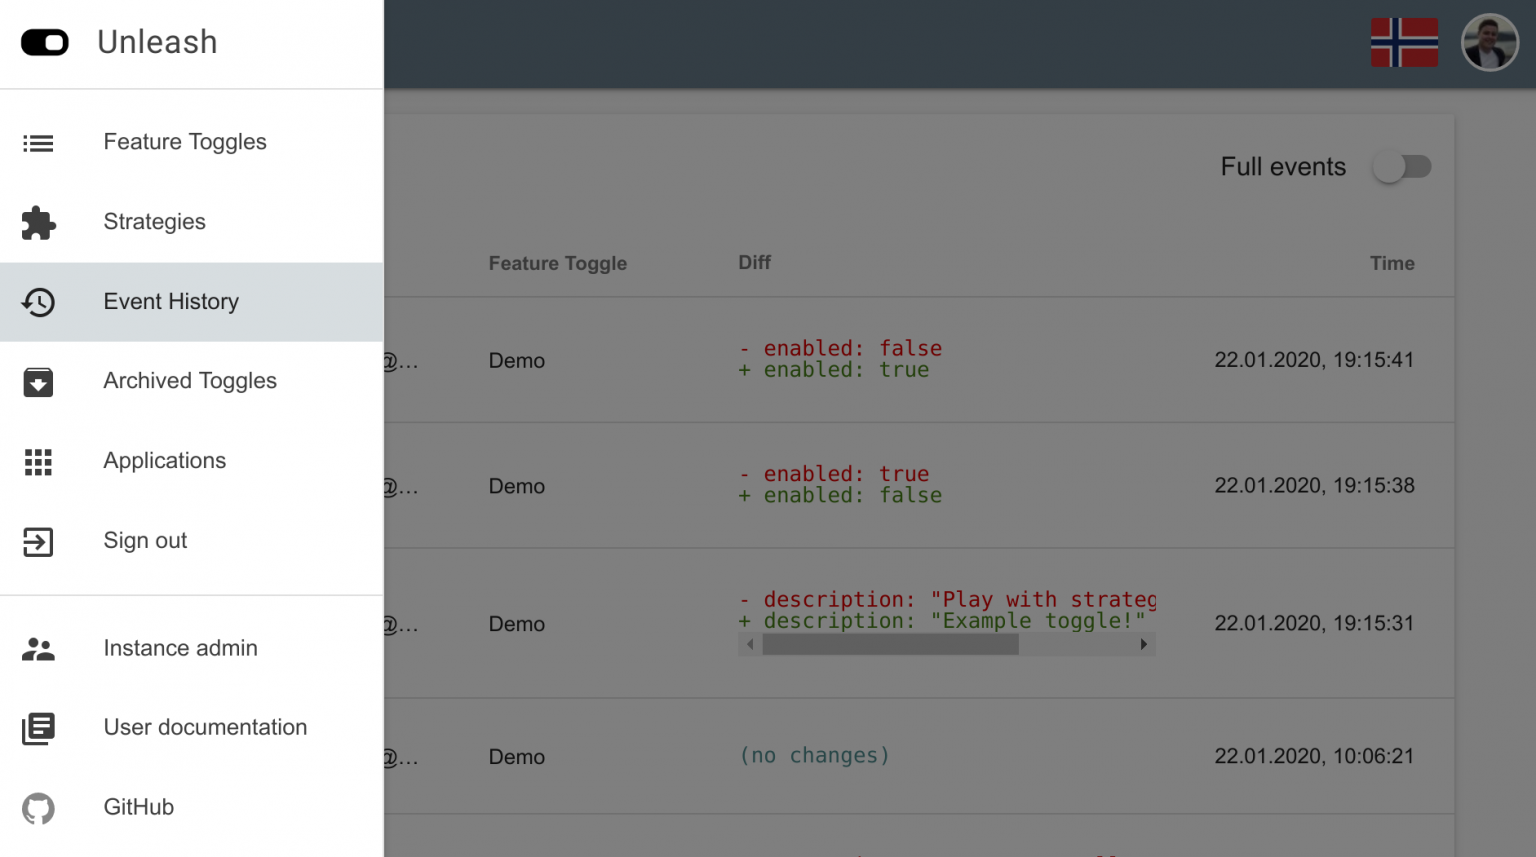 Unleash
Feature Toggles
Strategies
Event History
Archived Toggles
Applications
Sign out
Instance admin
User documentation
GitHub
Full events
Feature Toggle Diff Time
@... Demo - enabled: false
+ enabled: true 22.01.2020, 19:15:41
@... Demo - enabled: true
+ enabled: false 22.01.2020, 19:15:38
@... Demo - description: "Play with strateg
+ description: "Example toggle!" 22.01.2020, 19:15:31
@... Demo (no changes) 22.01.2020, 10:06:21